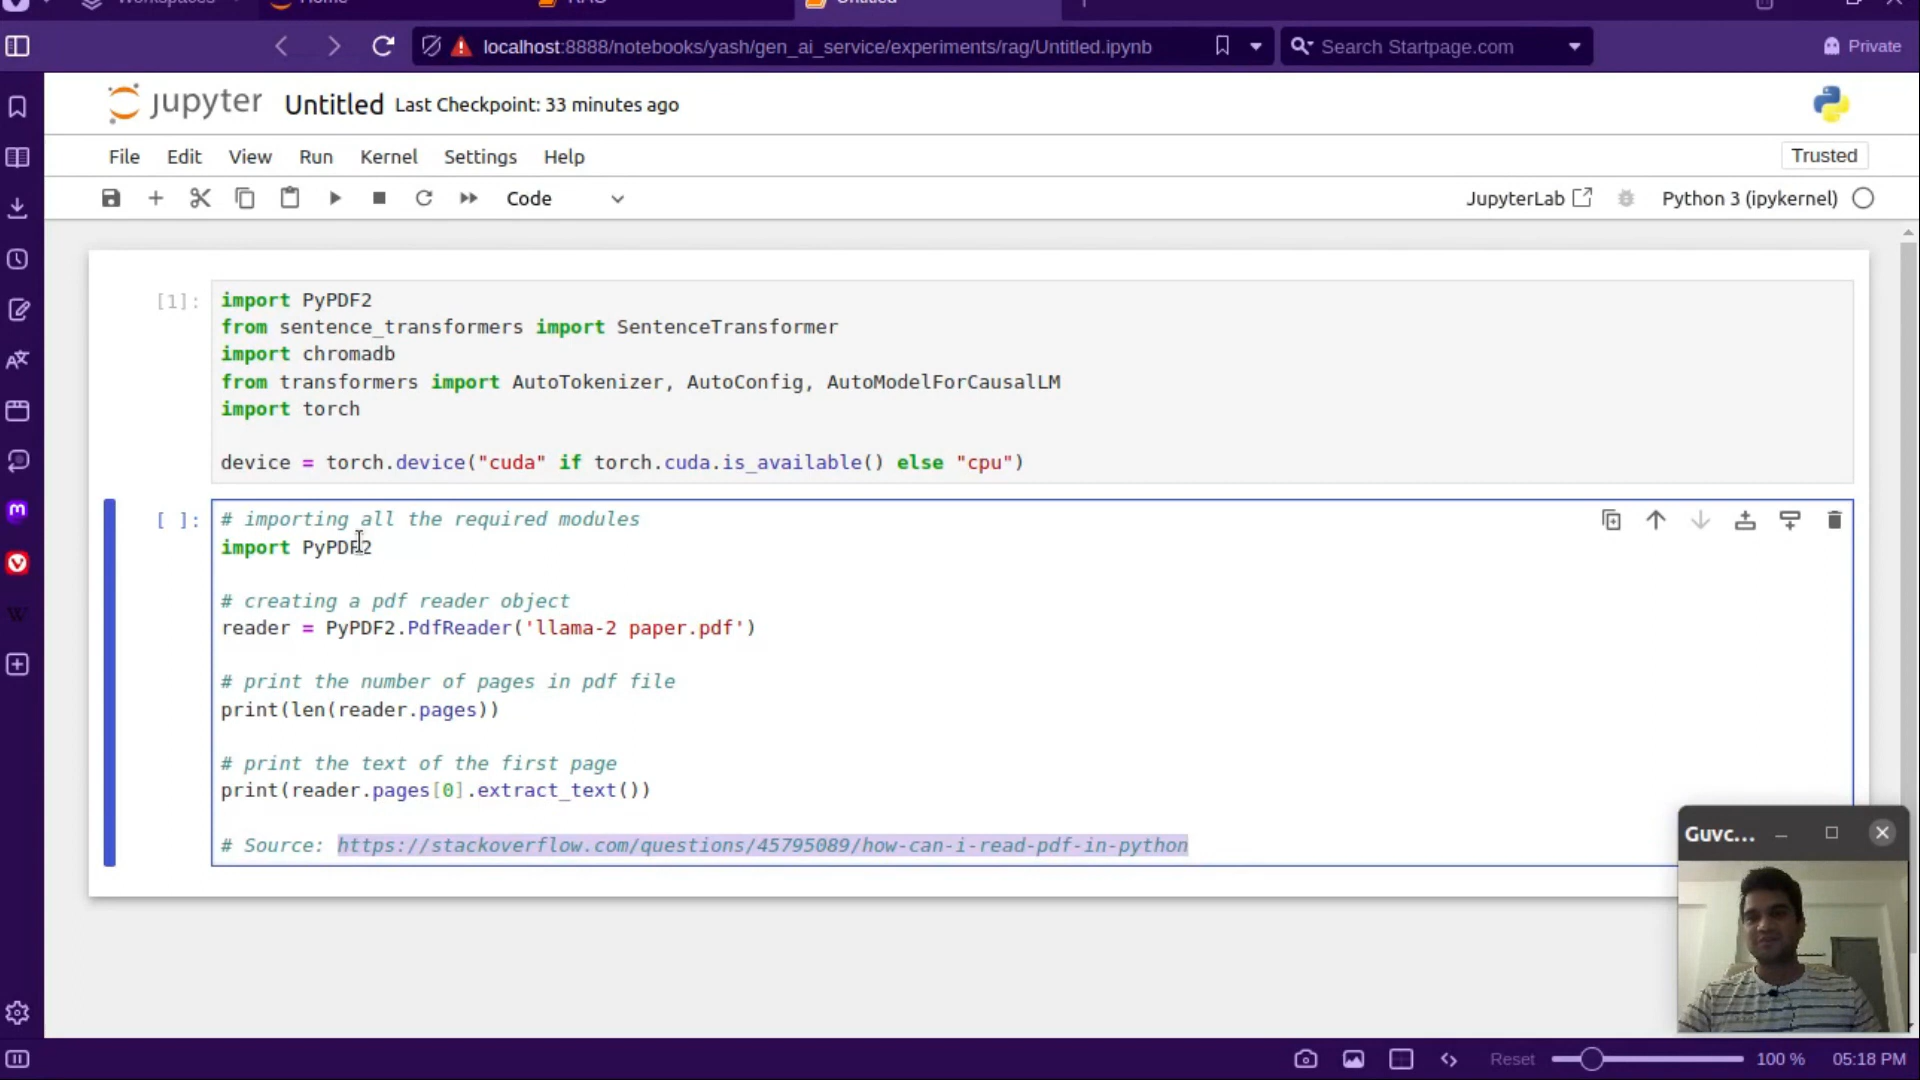 Workspaces
Home
RAG
Untitled
localhost:8888/notebooks/yash/gen_ai_service/experiments/rag/Untitled.ipynb
Search Startpage.com
Private
jupyter
Untitled
Last Checkpoint: 33 minutes ago
File Edit View Run Kernel Settings Help
Trusted
Code
JupyterLab
Python 3 (ipykernel)
[1]:
import PyPDF2
from sentence_transformers import SentenceTransformer
import chromadb
from transformers import AutoTokenizer, AutoConfig, AutoModelForCausalLM
import torch
device = torch.device("cuda" if torch.cuda.is_available() else "cpu")
[ ]:
# importing all the required modules
import PyPDF2
# creating a pdf reader object
reader = PyPDF2.PdfReader('llama-2 paper.pdf')
# print the number of pages in pdf file
print(len(reader.pages))
# print the text of the first page
print(reader.pages[0].extract_text())
# Source: https://stackoverflow.com/questions/45795089/how-can-i-read-pdf-in-python
Guvc...
Reset
100 %
05:18 PM